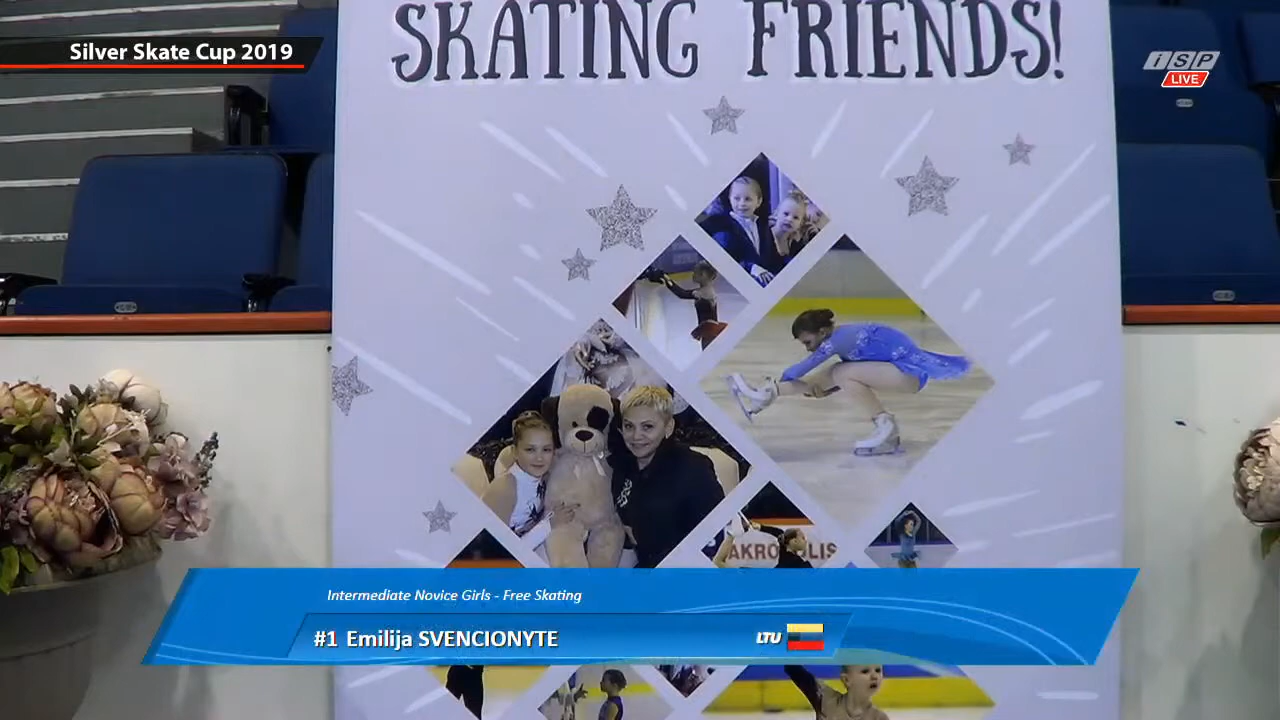 SKATING FRIENDS!
Silver Skate Cup 2019
iSP
LIVE
AKROPOLIS
Intermediate Novice Girls - Free Skating
#1 Emilija SVENCIONYTE
LTU